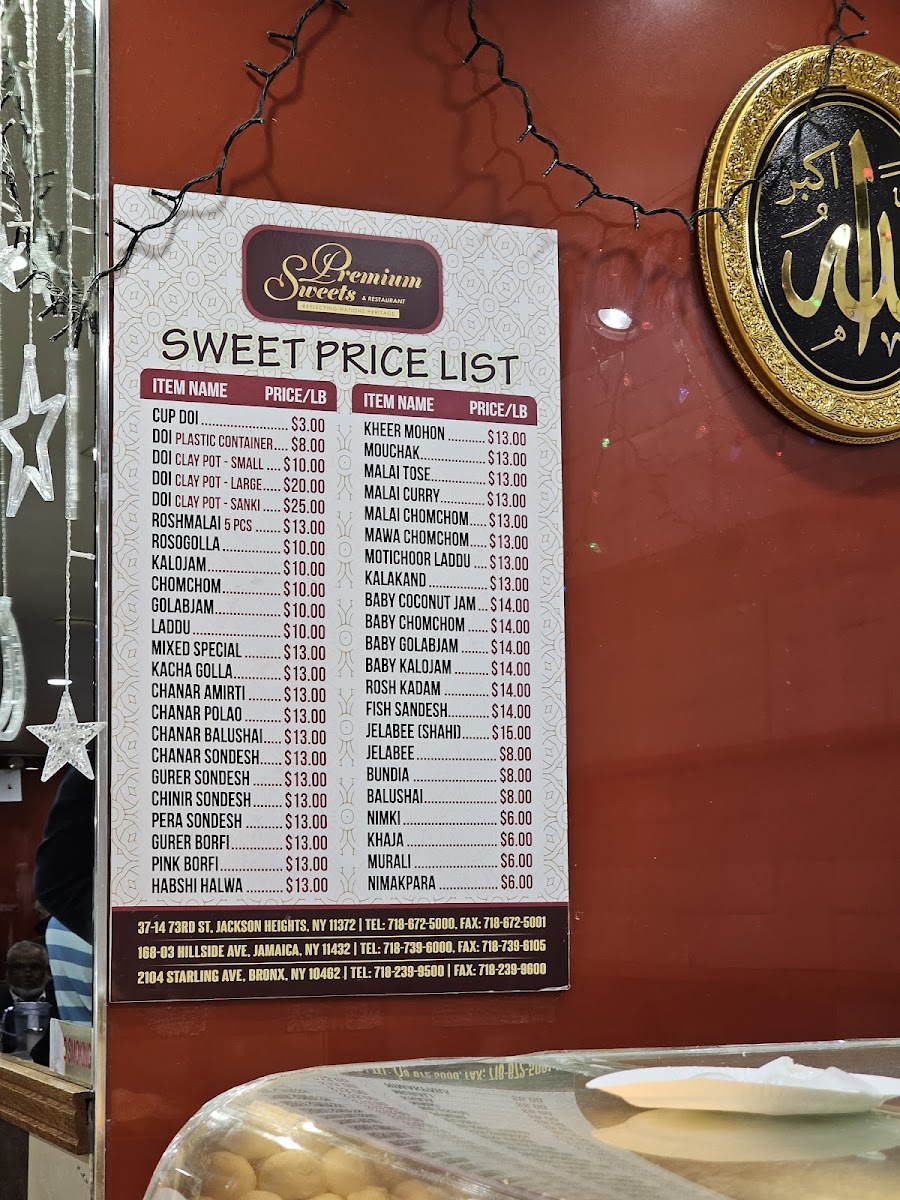 Premium
Sweets & RESTAURANT
REFLECTING NATIONS HERITAGE
SWEET PRICE LIST
ITEM NAME PRICE/LB
CUP DOI ........ $3.00
DOI PLASTIC CONTAINER.... $8.00
DOI CLAY POT - SMALL .... $10.00
DOI CLAY POT - LARGE..... $20.00
DOI CLAY POT - SANKI ..... $25.00
ROSHMALAI 5 PCS ...... $13.00
ROSOGOLLA ........ $10.00
KALOJAM........ $10.00
CHOMCHOM........ $10.00
GOLABJAM........ $10.00
LADDU ........ $10.00
MIXED SPECIAL ........ $13.00
KACHA GOLLA........ $13.00
CHANAR AMIRTI ........ $13.00
CHANAR POLAO ........ $13.00
CHANAR BALUSHAI.... $13.00
CHANAR SONDESH...... $13.00
GURER SONDESH ........ $13.00
CHINIR SONDESH ........ $13.00
PERA SONDESH ........ $13.00
GURER BORFI ........ $13.00
PINK BORFI........ $13.00
HABSHI HALWA ........ $13.00
ITEM NAME PRICE/LB
KHEER MOHON ........ $13.00
MOUCHAK........ $13.00
MALAI TOSE........ $13.00
MALAI CURRY........ $13.00
MALAI CHOMCHOM..... $13.00
MAWA CHOMCHOM..... $13.00
MOTICHOOR LADDU .... $13.00
KALAKAND ........ $13.00
BABY COCONUT JAM ... $14.00
BABY CHOMCHOM ...... $14.00
BABY GOLABJAM ....... $14.00
BABY KALOJAM ........ $14.00
ROSH KADAM ........ $14.00
FISH SANDESH........ $14.00
JELABEE (SHAHI)....... $15.00
JELABEE ........ $8.00
BUNDIA ........ $8.00
BALUSHAI........ $8.00
NIMKI ........ $6.00
KHAJA ........ $6.00
MURALI ........ $6.00
NIMAKPARA ........ $6.00
37-14 73RD ST. JACKSON HEIGHTS, NY 11372 | TEL: 718-672-5000, FAX: 718-672-5001
168-03 HILLSIDE AVE, JAMAICA, NY 11432 | TEL: 718-739-6000, FAX: 718-739-6105
2104 STARLING AVE, BRONX, NY 10462 | TEL: 718-239-9500 | FAX: 718-239-9600
الله
اكبر
SMOKING